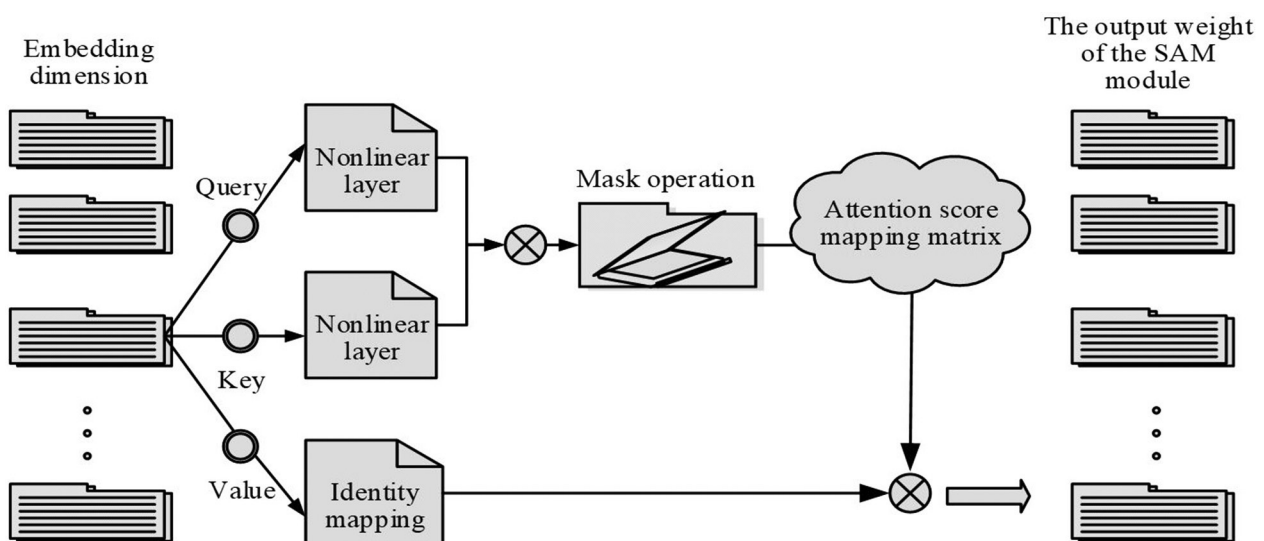 Embedding
dimension
Query
Key
Value
Nonlinear
layer
Nonlinear
layer
Identity
mapping
Mask operation
Attention score
mapping matrix
The output weight
of the SAM
module